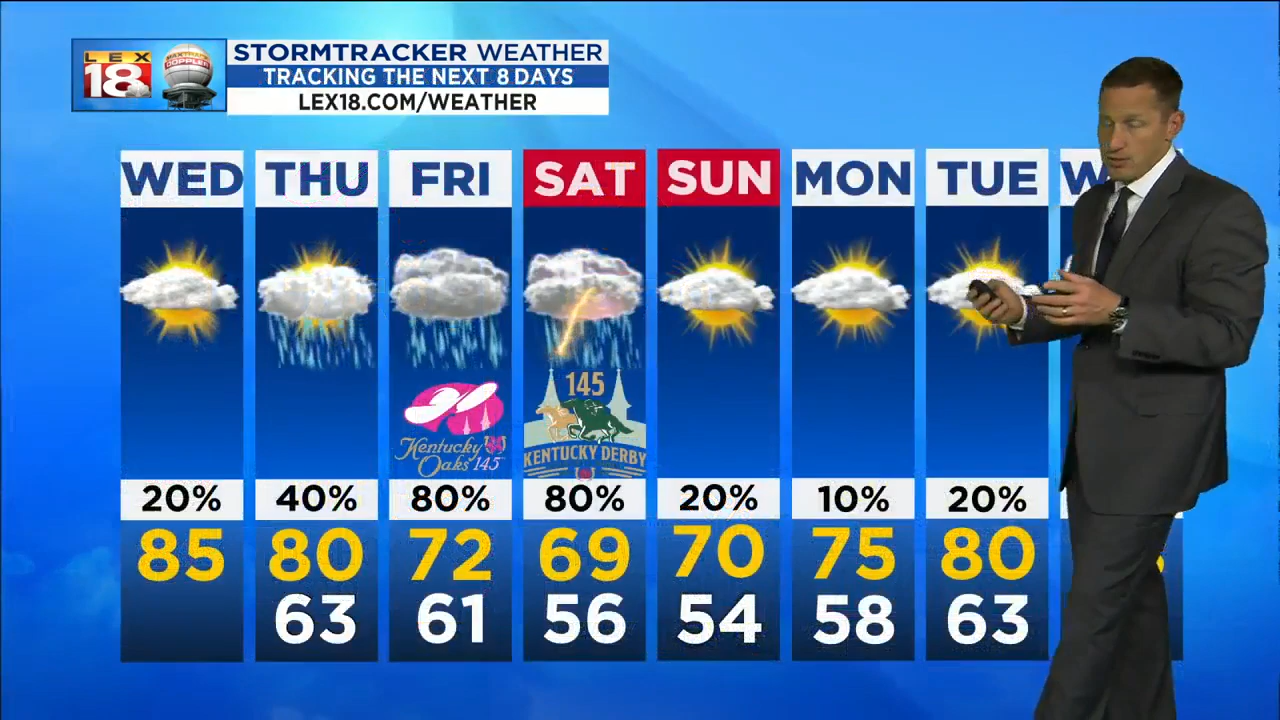 LEX
18
DOPPLER
STORMTRACKER WEATHER
TRACKING THE NEXT 8 DAYS
LEX18.COM/WEATHER
WED THU FRI SAT SUN MON TUE
145
Kentucky
Oaks 145
KENTUCKY DERBY
20% 40% 80% 80% 20% 10% 20%
85 80 72 69 70 75 80
63 61 56 54 58 63